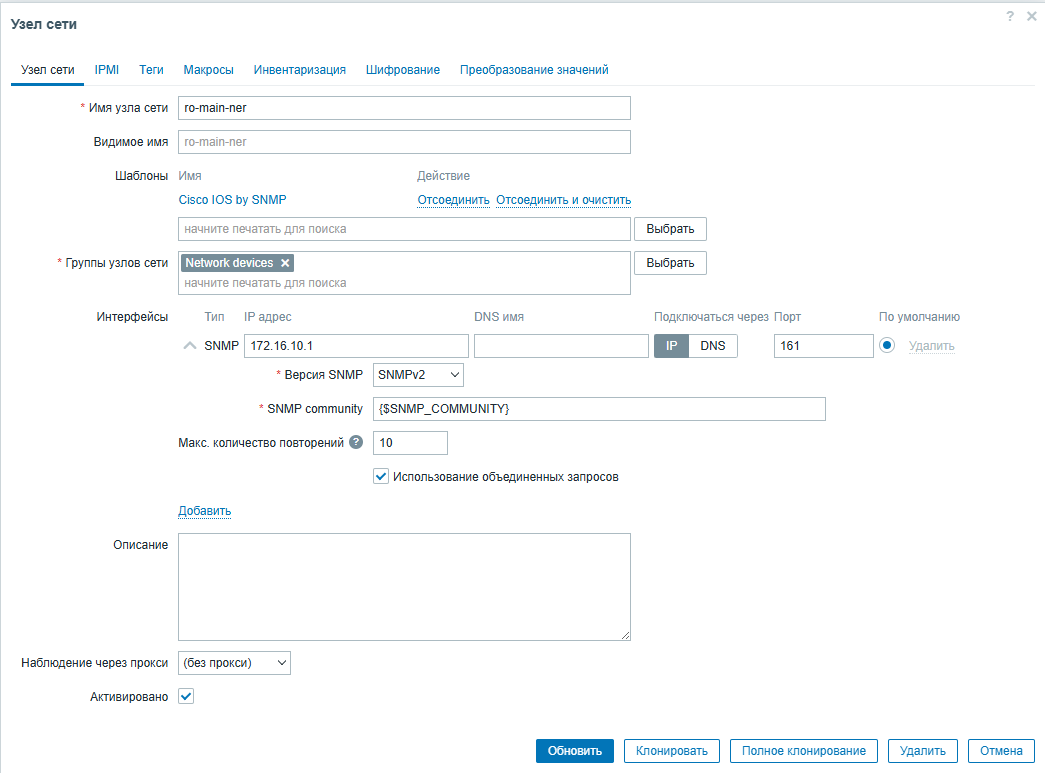 Узел сети
Узел сети IPMI Теги Макросы Инвентаризация Шифрование Преобразование значений
* Имя узла сети ro-main-ner
Видимое имя ro-main-ner
Шаблоны Имя Действие
Cisco IOS by SNMP Отсоединить Отсоединить и очистить
начните печатать для поиска Выбрать
* Группы узлов сети Network devices Выбрать
начните печатать для поиска
Интерфейсы Тип IP адрес DNS имя Подключаться через Порт По умолчанию
SNMP 172.16.10.1 IP DNS 161 Удалить
* Версия SNMP SNMPv2
* SNMP community {$SNMP_COMMUNITY}
Макс. количество повторений ? 10
Использование объединенных запросов
Добавить
Описание
Наблюдение через прокси (без прокси)
Активировано
Обновить Клонировать Полное клонирование Удалить Отмена